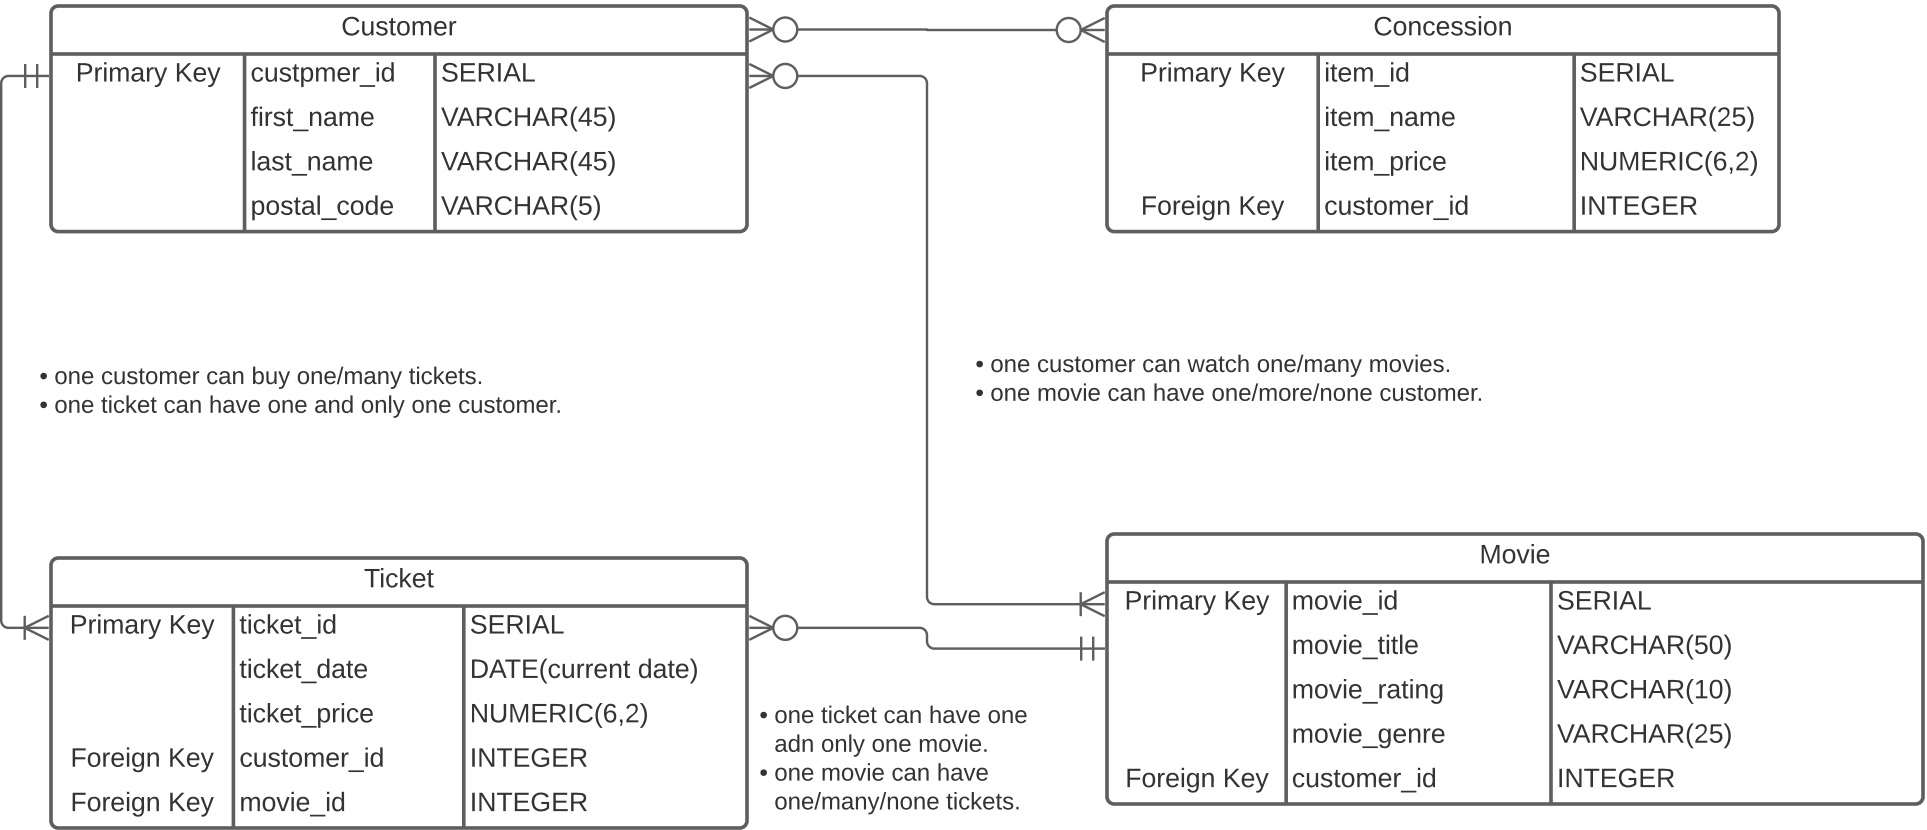 Customer
Primary Key custpmer_id SERIAL
first_name VARCHAR(45)
last_name VARCHAR(45)
postal_code VARCHAR(5)
Concession
Primary Key item_id SERIAL
item_name VARCHAR(25)
item_price NUMERIC(6,2)
Foreign Key customer_id INTEGER
• one customer can buy one/many tickets.
• one ticket can have one and only one customer.
• one customer can watch one/many movies.
• one movie can have one/more/none customer.
Ticket
Primary Key ticket_id SERIAL
ticket_date DATE(current date)
ticket_price NUMERIC(6,2)
Foreign Key customer_id INTEGER
Foreign Key movie_id INTEGER
• one ticket can have one
adn only one movie.
• one movie can have
one/many/none tickets.
Movie
Primary Key movie_id SERIAL
movie_title VARCHAR(50)
movie_rating VARCHAR(10)
movie_genre VARCHAR(25)
Foreign Key customer_id INTEGER